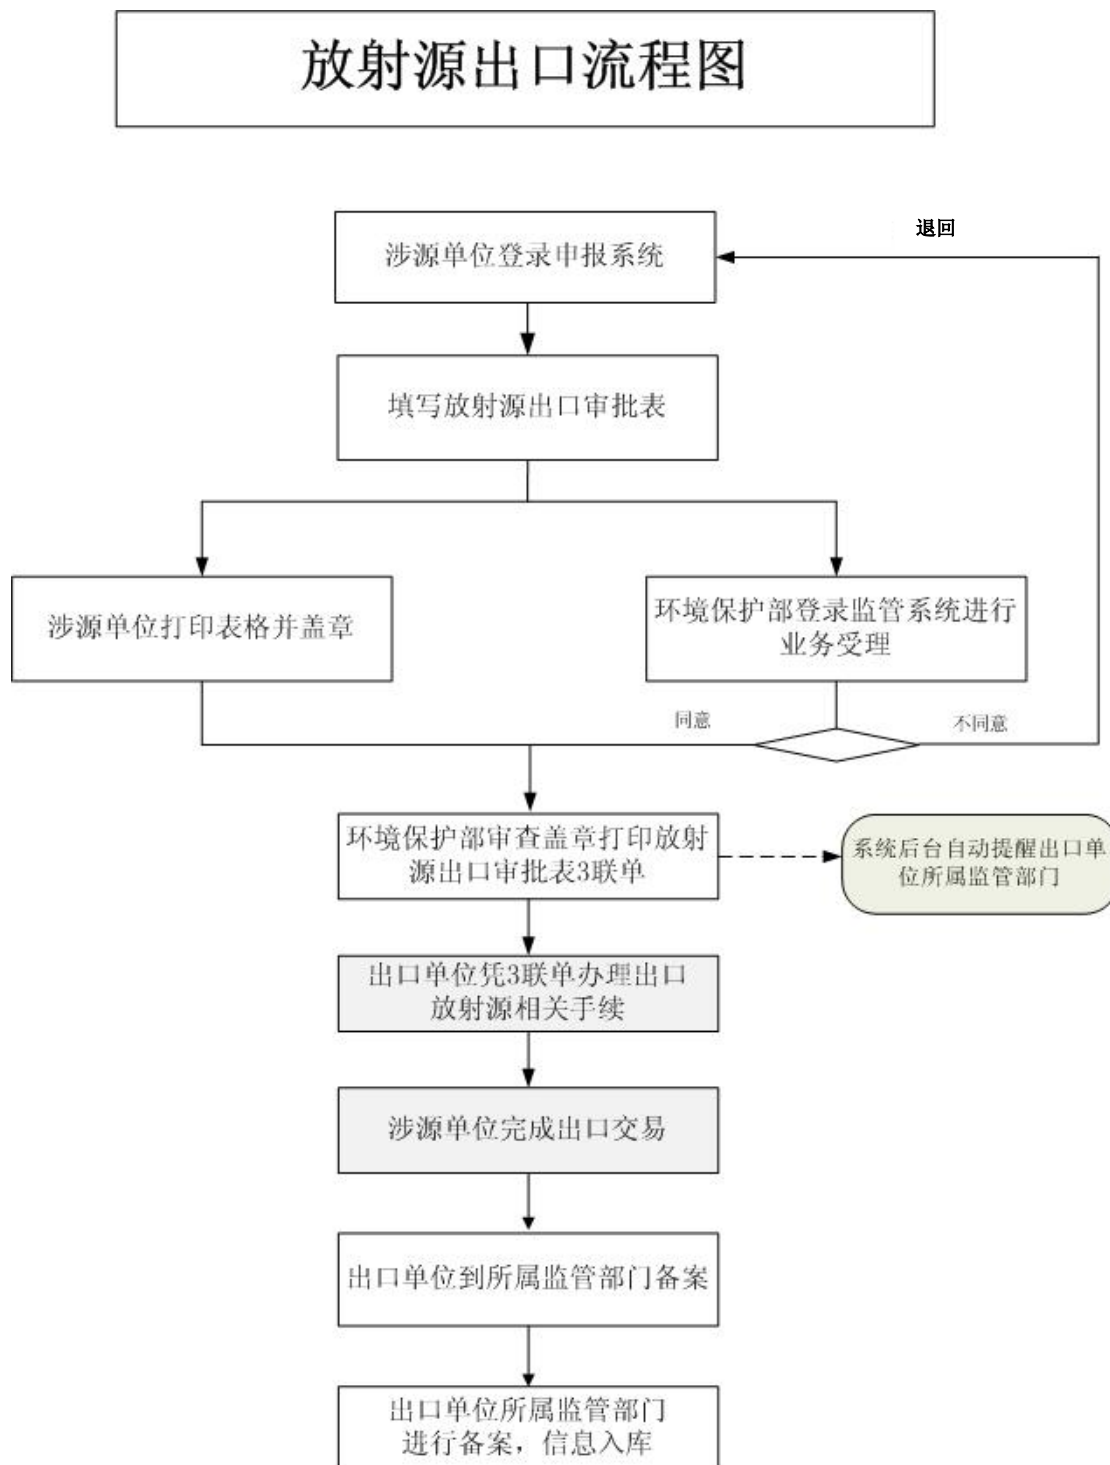 放射源出口流程图
退回
涉源单位登录申报系统
填写放射源出口审批表
涉源单位打印表格并盖章
环境保护部登录监管系统进行
业务受理
同意
不同意
环境保护部审查盖章打印放射
源出口审批表3联单
系统后台自动提醒出口单
位所属监管部门
出口单位凭3联单办理出口
放射源相关手续
涉源单位完成出口交易
出口单位到所属监管部门备案
出口单位所属监管部门
进行备案，信息入库